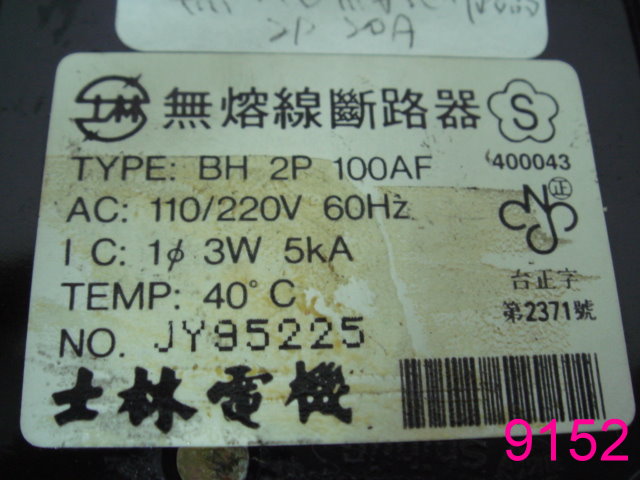 2P 20A
士林 無熔線斷路器 S
TYPE: BH 2P 100AF 400043
AC: 110/220V 60Hz 正
I C: 1φ 3W 5kA
TEMP: 40°C 台正字
NO. JY95225 第2371號
士林電機
9152